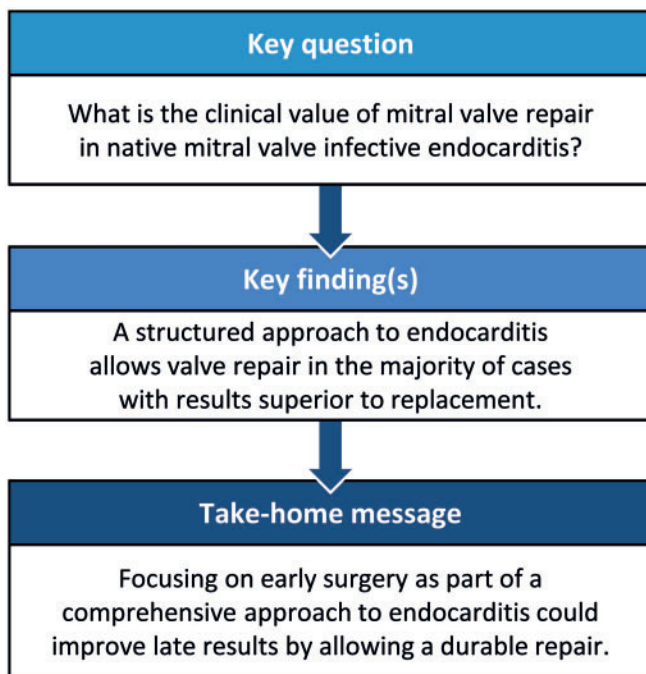 Key question
What is the clinical value of mitral valve repair
in native mitral valve infective endocarditis?
Key finding(s)
A structured approach to endocarditis
allows valve repair in the majority of cases
with results superior to replacement.
Take-home message
Focusing on early surgery as part of a
comprehensive approach to endocarditis could
improve late results by allowing a durable repair.